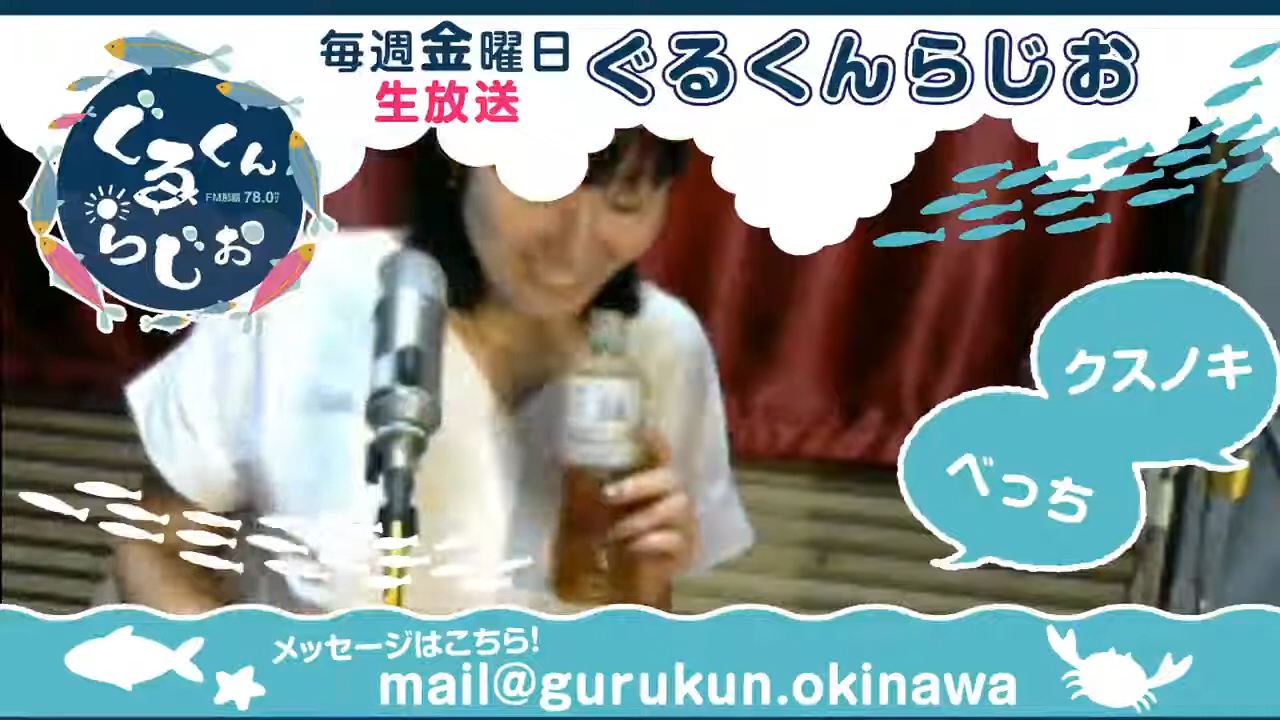 毎週金曜日
生放送
ぐるくんらじお
ぐるくん
FM那覇 78.0
らじお
クスノキ
べっち
メッセージはこちら!
mail@gurukun.okinawa